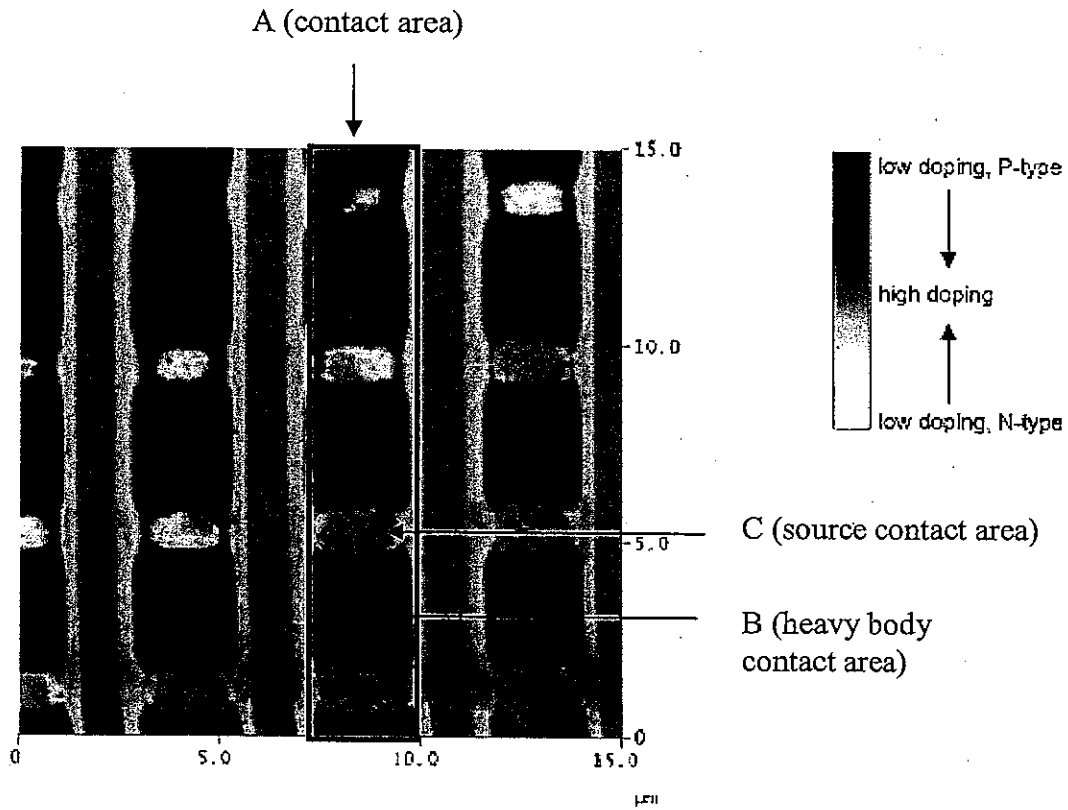 A (contact area)
15.0
10.0
5.0
0
0
5.0
10.0
15.0
µm
low doping, P-type
high doping
low doping, N-type
C (source contact area)
B (heavy body
contact area)